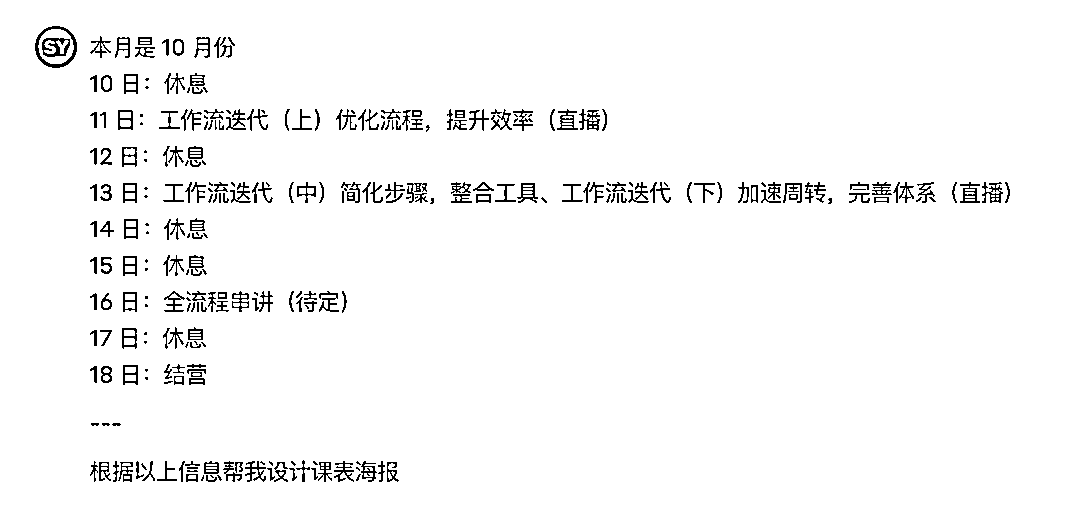 SY
本月是 10 月份
10 日：休息
11 日：工作流迭代（上）优化流程，提升效率（直播）
12 日：休息
13 日：工作流迭代（中）简化步骤，整合工具、工作流迭代（下）加速周转，完善体系（直播）
14 日：休息
15 日：休息
16 日：全流程串讲（待定）
17 日：休息
18 日：结营
---
根据以上信息帮我设计课表海报